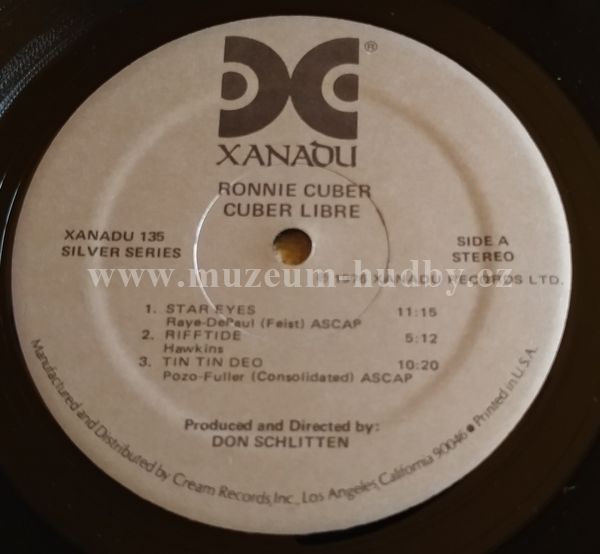 ®
XANADU
RONNIE CUBER
CUBER LIBRE
XANADU 135
SILVER SERIES
SIDE A
STEREO
www.muzeum-hudby.cz
XANADU RECORDS LTD.
1. STAR EYES 11:15
Raye-DePaul (Feist) ASCAP
2. RIFFTIDE 5:12
Hawkins
3. TIN TIN DEO 10:20
Pozo-Fuller (Consolidated) ASCAP
Produced and Directed by:
DON SCHLITTEN
Manufactured and Distributed by Cream Records, Inc., Los Angeles, California 90046 ● Printed in U.S.A.